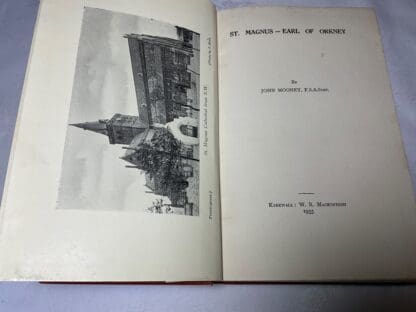 St. Magnus Cathedral from N.W.
Frontispiece.]
ST. MAGNUS — EARL OF ORKNEY
By
JOHN MOONEY, F.S.A.Scot.
KIRKWALL: W. R. MACKINTOSH
1935